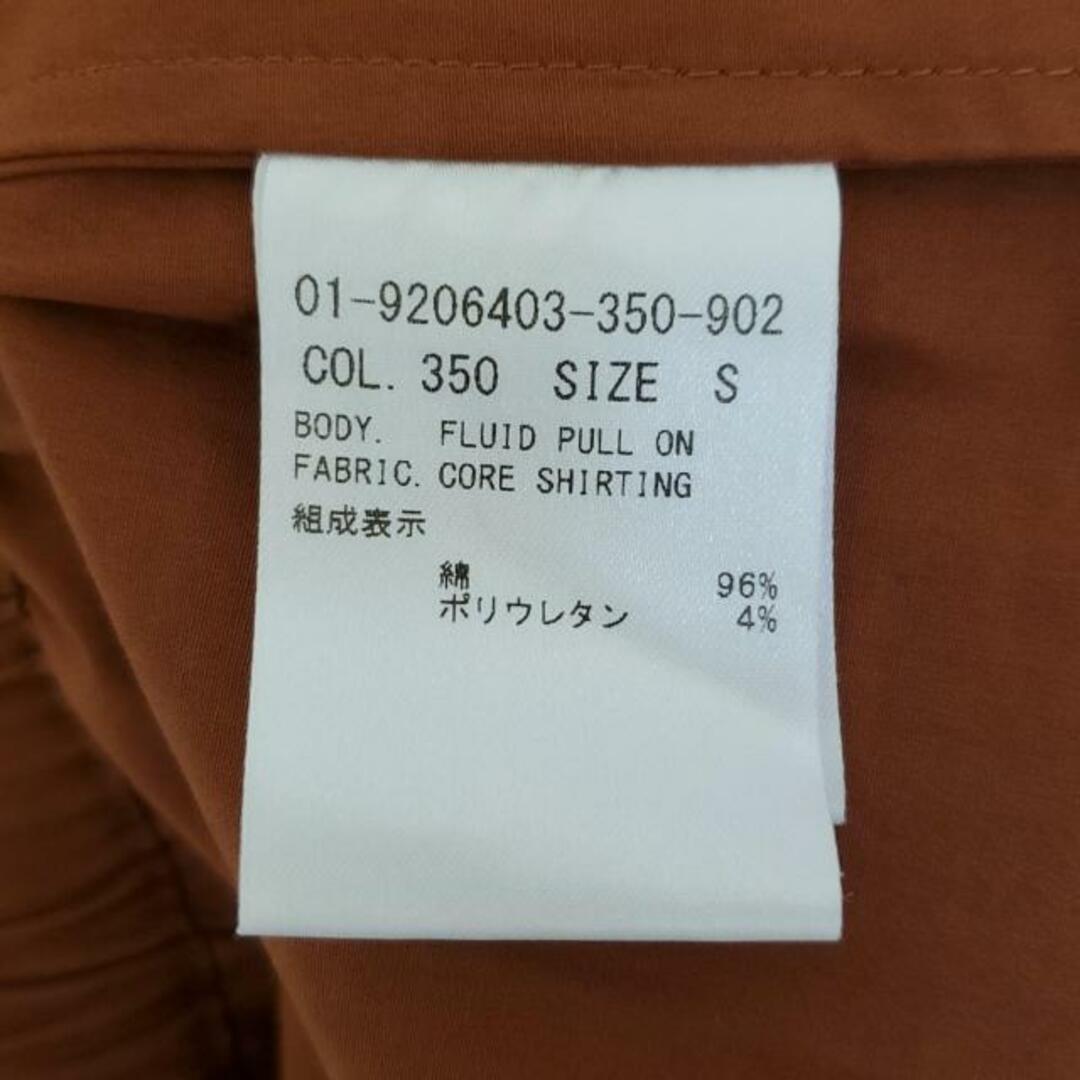 01-9206403-350-902
COL. 350 SIZE S
BODY. FLUID PULL ON
FABRIC. CORE SHIRTING
組成表示
綿 96%
ポリウレタン 4%